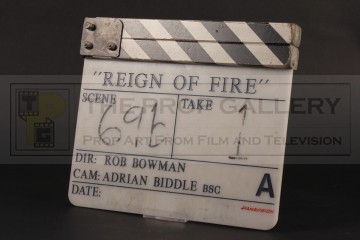 "REIGN OF FIRE"
SCENE TAKE
69E 1
THE PROP GALLERY
Prop Art From Film and Television
DIR: ROB BOWMAN
CAM: ADRIAN BIDDLE BSC
A
DATE: